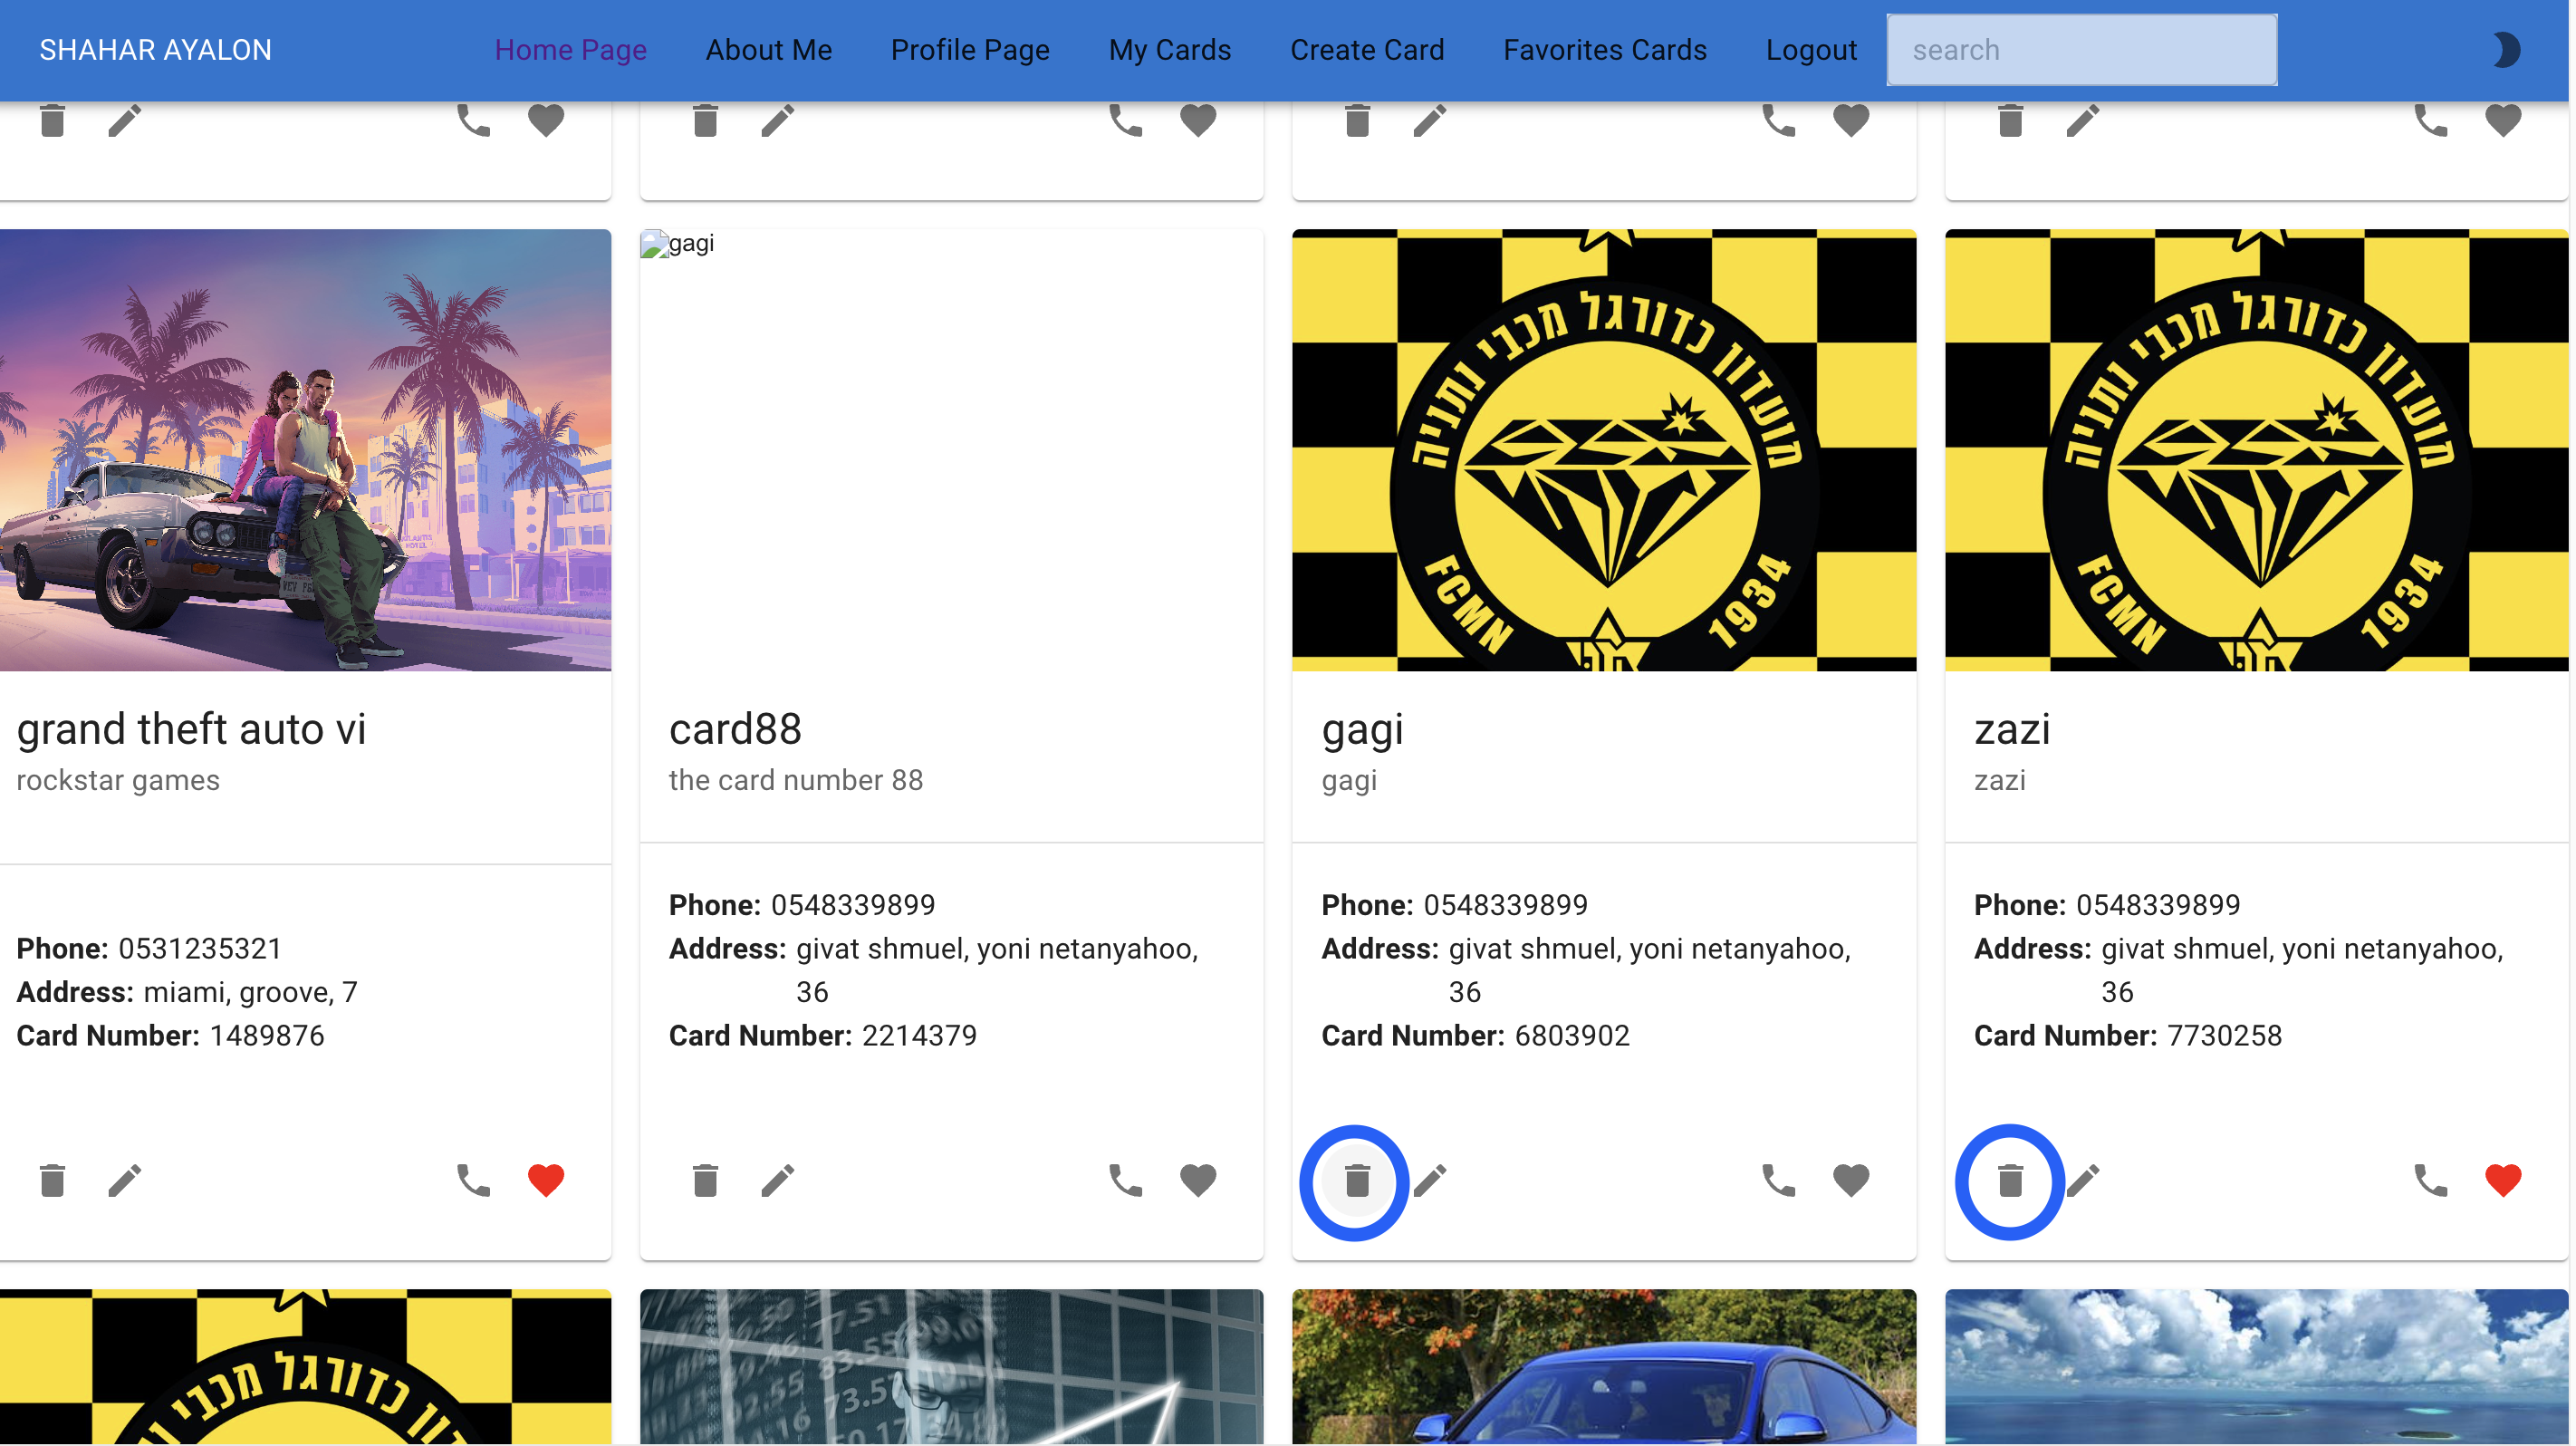 SHAHAR AYALON Home Page About Me Profile Page My Cards Create Card Favorites Cards Logout search
gagi
מועדון כדורגל מכבי נתניה
FCMN 1934
מועדון כדורגל מכבי נתניה
FCMN 1934
grand theft auto vi
rockstar games
Phone: 0531235321
Address: miami, groove, 7
Card Number: 1489876
card88
the card number 88
Phone: 0548339899
Address: givat shmuel, yoni netanyahoo,
36
Card Number: 2214379
gagi
gagi
Phone: 0548339899
Address: givat shmuel, yoni netanyahoo,
36
Card Number: 6803902
zazi
zazi
Phone: 0548339899
Address: givat shmuel, yoni netanyahoo,
36
Card Number: 7730258
כדורגל מכבי